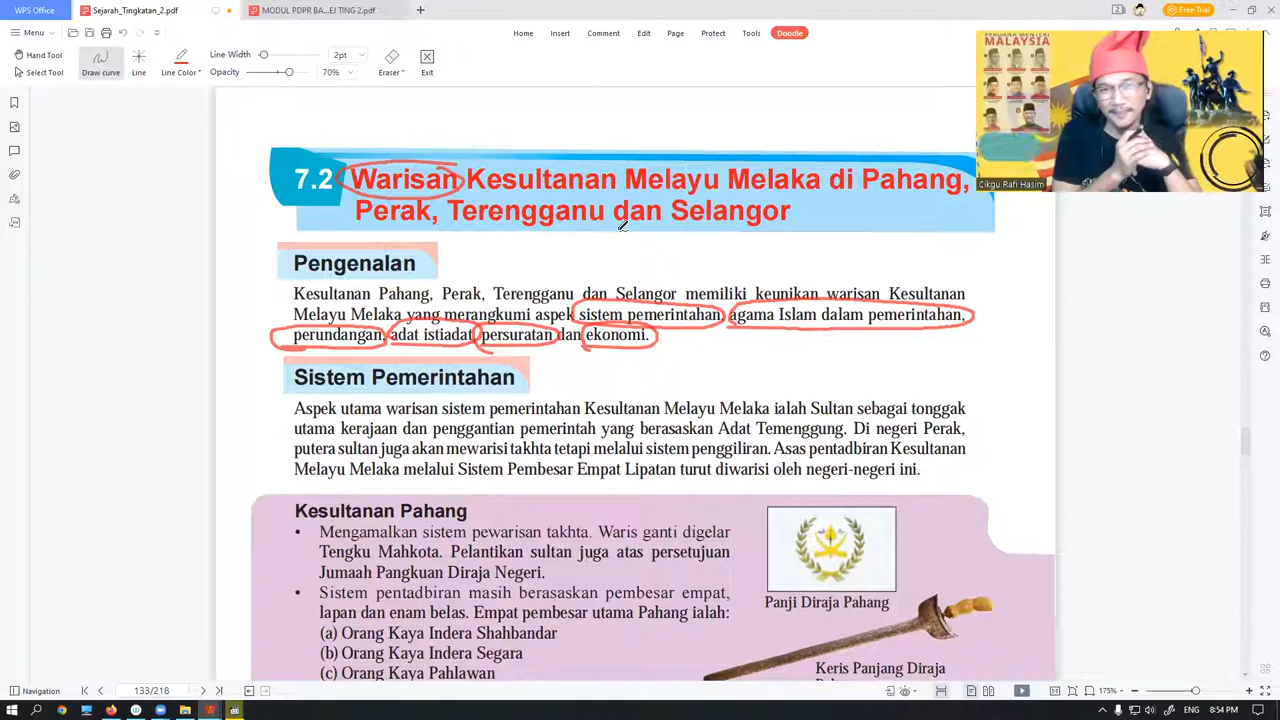 WPS Office
Sejarah_Tingkatan_2.pdf
MODUL PDPR BA...EJ TING 2.pdf
Free Trial
Menu
Home
Insert
Comment
Edit
Page
Protect
Tools
Doodle
Hand Tool
Select Tool
Draw curve
Line
Line Color
Line Width
2pt
Opacity
70%
Eraser
Exit
MALAYSIA
Cikgu Rafi Hasim
7.2 Warisan Kesultanan Melayu Melaka di Pahang,
Perak, Terengganu dan Selangor
Pengenalan
Kesultanan Pahang, Perak, Terengganu dan Selangor memiliki keunikan warisan Kesultanan
Melayu Melaka yang merangkumi aspek sistem pemerintahan, agama Islam dalam pemerintahan,
perundangan, adat istiadat, persuratan dan ekonomi.
Sistem Pemerintahan
Aspek utama warisan sistem pemerintahan Kesultanan Melayu Melaka ialah Sultan sebagai tonggak
utama kerajaan dan penggantian pemerintah yang berasaskan Adat Temenggung. Di negeri Perak,
putera sultan juga akan mewarisi takhta tetapi melalui sistem penggiliran. Asas pentadbiran Kesultanan
Melayu Melaka melalui Sistem Pembesar Empat Lipatan turut diwarisi oleh negeri-negeri ini.
Kesultanan Pahang
• Mengamalkan sistem pewarisan takhta. Waris ganti digelar
Tengku Mahkota. Pelantikan sultan juga atas persetujuan
Jumaah Pangkuan Diraja Negeri.
• Sistem pentadbiran masih berasaskan pembesar empat,
lapan dan enam belas. Empat pembesar utama Pahang ialah:
(a) Orang Kaya Indera Shahbandar
(b) Orang Kaya Indera Segara
(c) Orang Kaya Pahlawan
Panji Diraja Pahang
Keris Panjang Diraja
Navigation
133/218
175%
ENG
8:54 PM